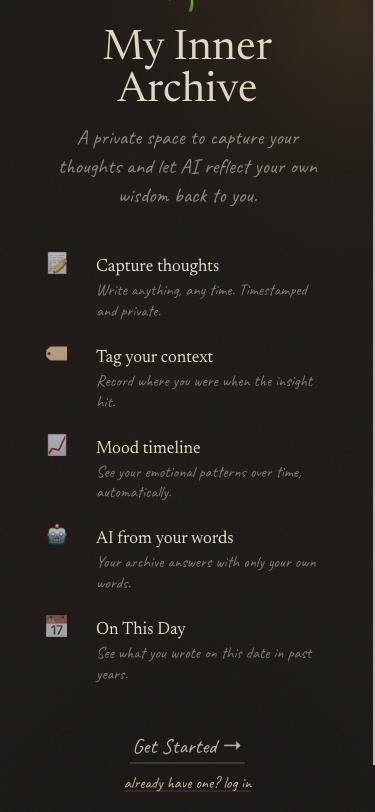 My Inner
Archive
A private space to capture your
thoughts and let AI reflect your own
wisdom back to you.
Capture thoughts
Write anything, any time. Timestamped
and private.
Tag your context
Record where you were when the insight
hit.
Mood timeline
See your emotional patterns over time,
automatically.
AI from your words
Your archive answers with only your own
words.
17
On This Day
See what you wrote on this date in past
years.
Get Started →
already have one? log in